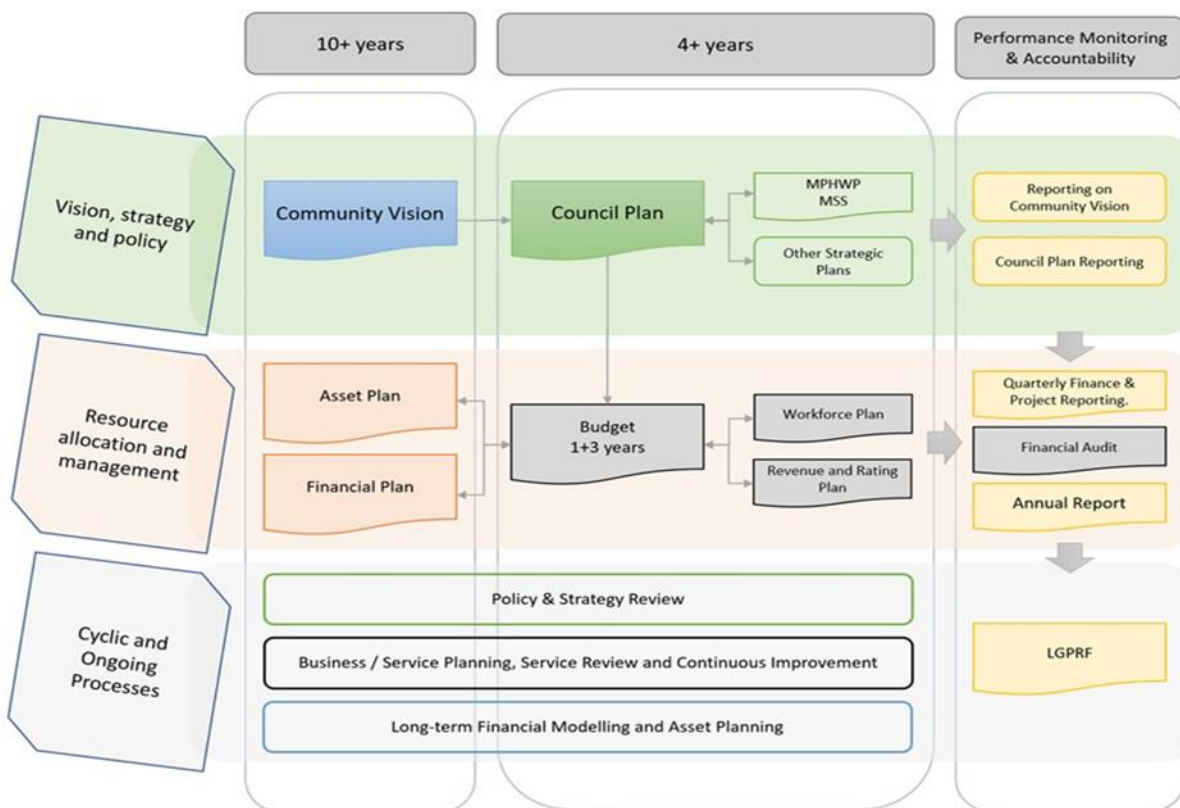 10+ years
4+ years
Performance Monitoring
& Accountability
Vision, strategy
and policy
Community Vision
Council Plan
MPHWP
MSS
Other Strategic
Plans
Reporting on
Community Vision
Council Plan Reporting
Resource
allocation and
management
Asset Plan
Financial Plan
Budget
1+3 years
Workforce Plan
Revenue and Rating
Plan
Quarterly Finance &
Project Reporting.
Financial Audit
Annual Report
Cyclic and
Ongoing
Processes
Policy & Strategy Review
Business / Service Planning, Service Review and Continuous Improvement
Long-term Financial Modelling and Asset Planning
LGPRF